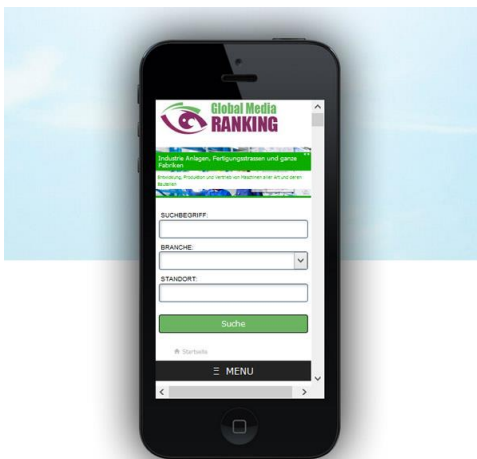 Global Media
RANKING
Industrie Anlagen, Fertigungsstrassen und ganze
Fabriken
Entwicklung, Produktion und Vertrieb von Maschinen aller Art und deren
Bauteilen
SUCHBEGRIFF:
BRANCHE:
STANDORT:
Suche
Startseite
Ξ MENU